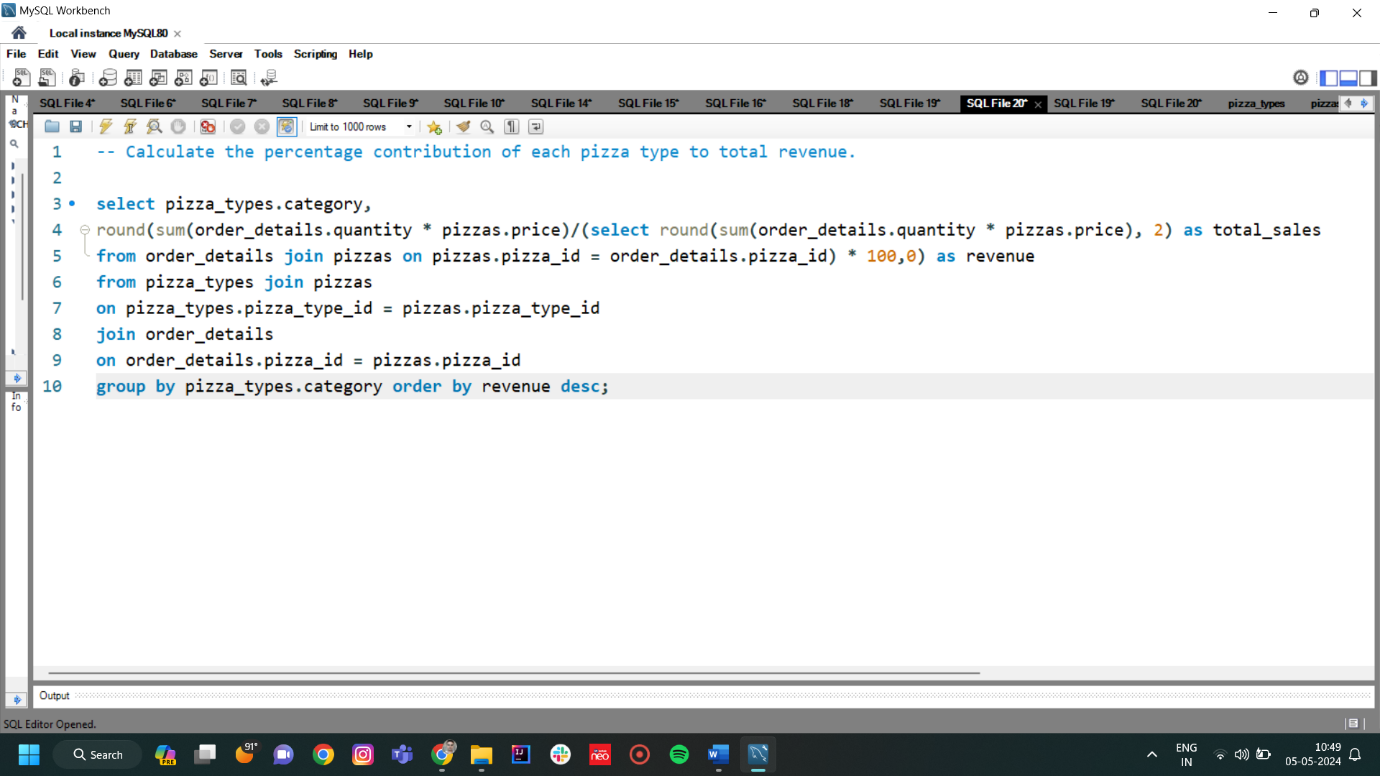 MySQL Workbench
Local instance MySQL80
File Edit View Query Database Server Tools Scripting Help
N
a
SCH
SQL File 4* SQL File 6* SQL File 7* SQL File 8* SQL File 9* SQL File 10* SQL File 14* SQL File 15* SQL File 16* SQL File 18* SQL File 19* SQL File 20* SQL File 19* SQL File 20* pizza_types pizzas
Limit to 1000 rows
1 -- Calculate the percentage contribution of each pizza type to total revenue.
2
3 select pizza_types.category,
4 round(sum(order_details.quantity * pizzas.price)/(select round(sum(order_details.quantity * pizzas.price), 2) as total_sales
5 from order_details join pizzas on pizzas.pizza_id = order_details.pizza_id) * 100,0) as revenue
6 from pizza_types join pizzas
7 on pizza_types.pizza_type_id = pizzas.pizza_type_id
8 join order_details
9 on order_details.pizza_id = pizzas.pizza_id
10 group by pizza_types.category order by revenue desc;
In
fo
Output
SQL Editor Opened.
Search
PRE
91°
neo
ENG
IN
10:49
05-05-2024